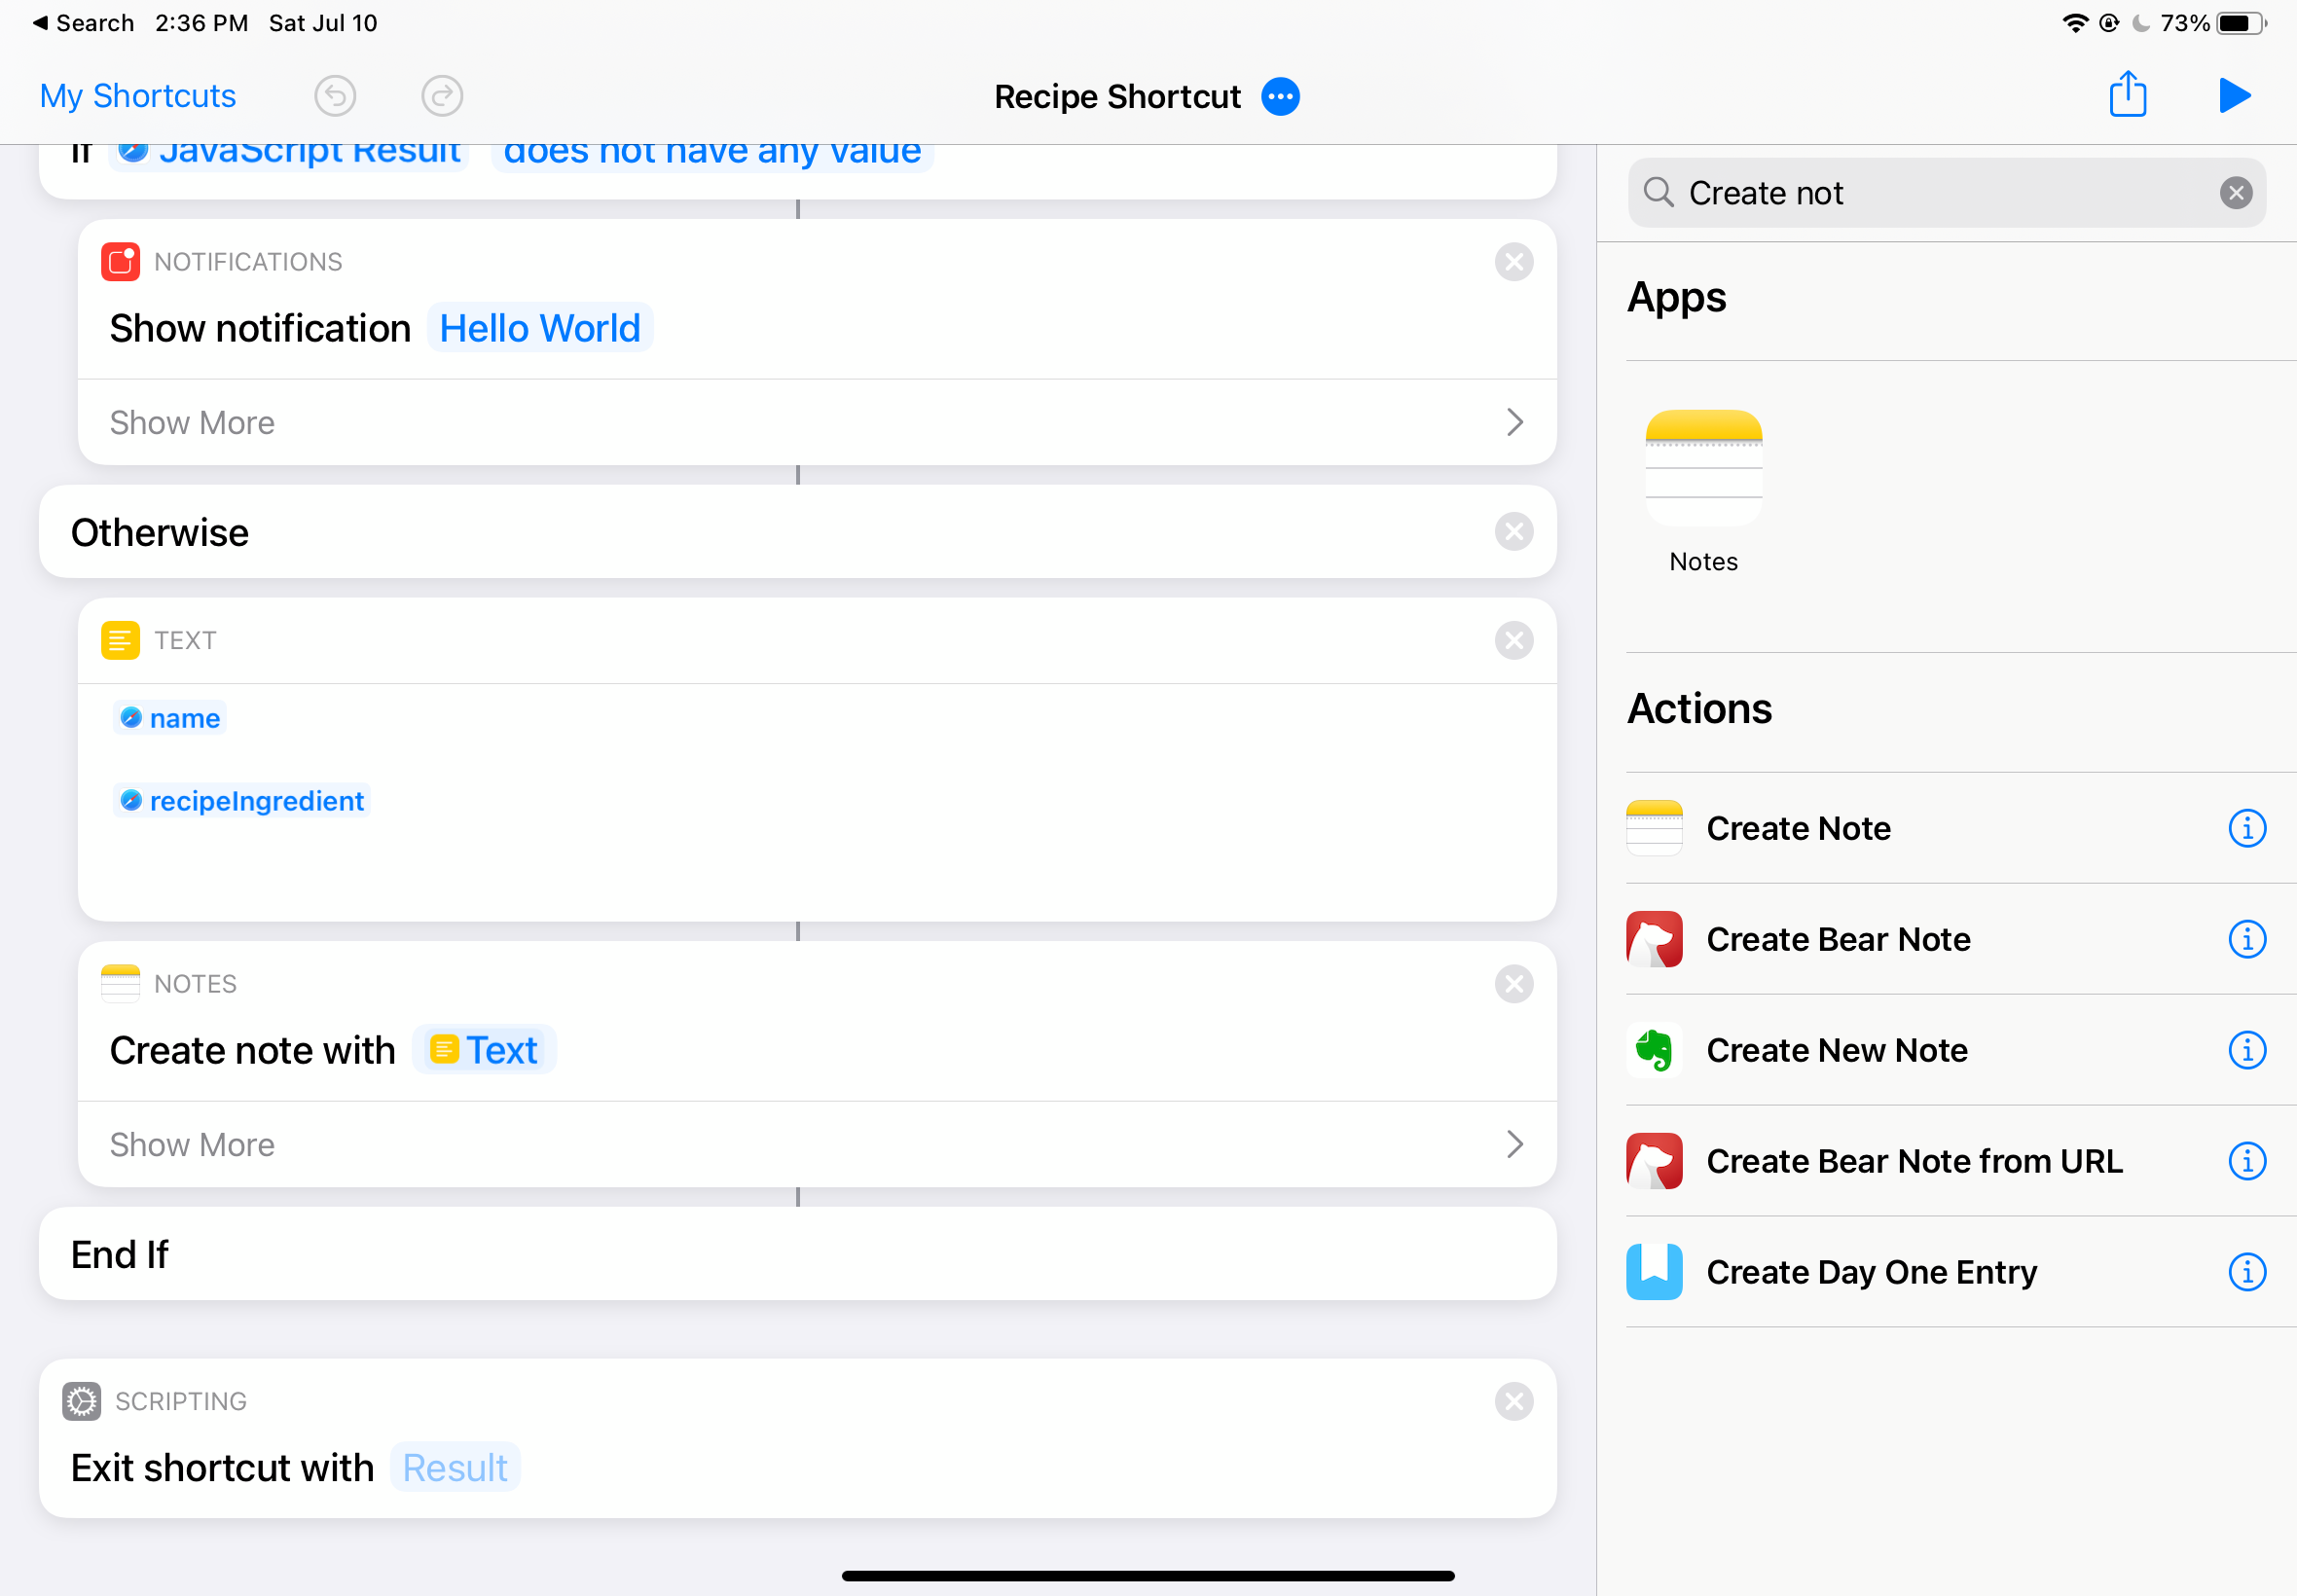 Search 2:36 PM Sat Jul 10 73%
My Shortcuts Recipe Shortcut
If JavaScript Result does not have any value
NOTIFICATIONS
Show notification Hello World
Show More
Otherwise
TEXT
name
recipeIngredient
NOTES
Create note with Text
Show More
End If
SCRIPTING
Exit shortcut with Result
Create not
Apps
Notes
Actions
Create Note
Create Bear Note
Create New Note
Create Bear Note from URL
Create Day One Entry